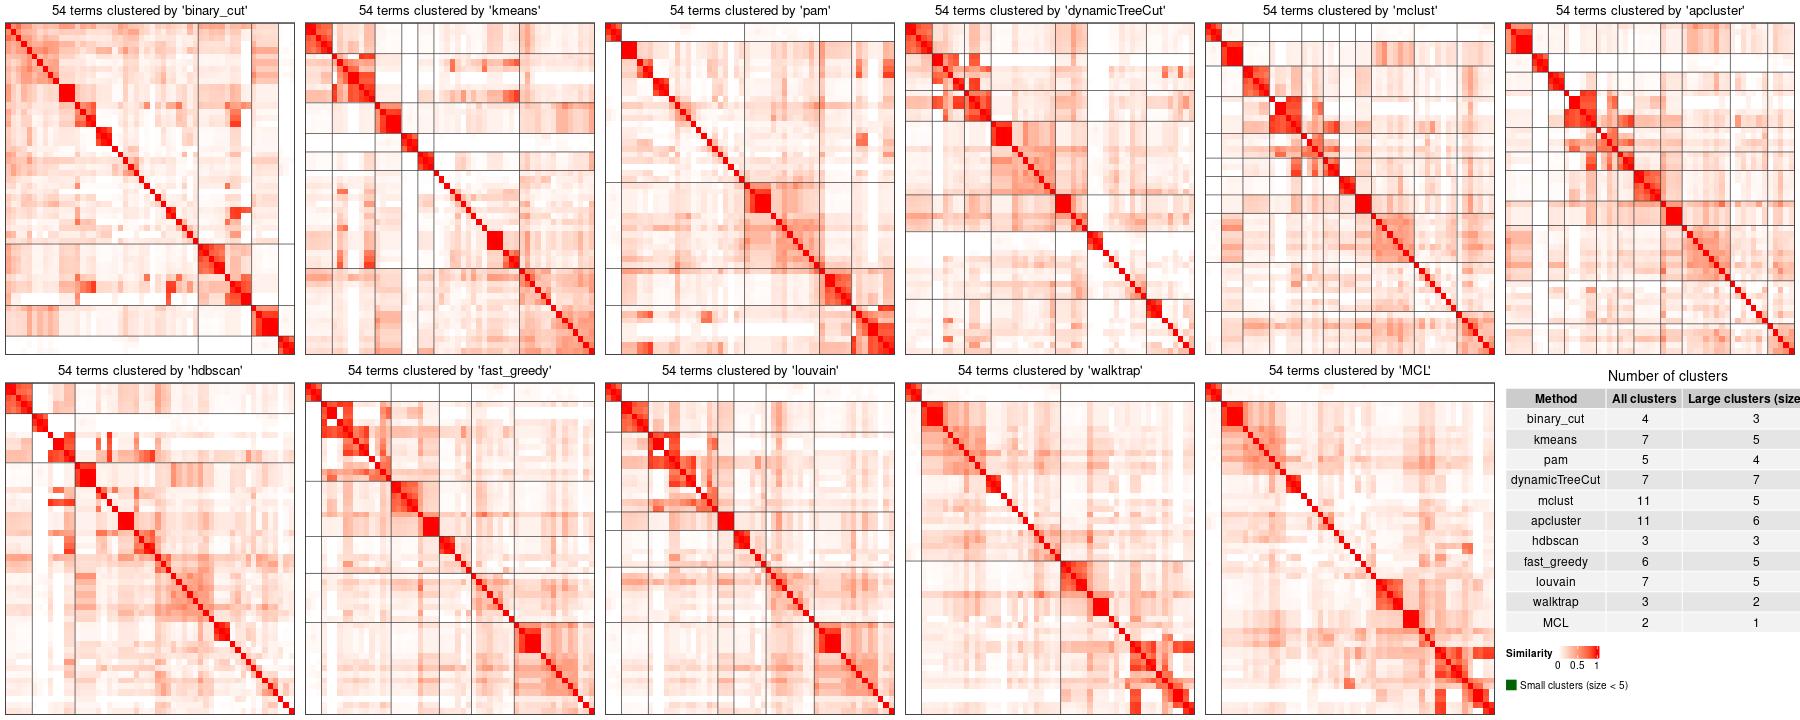 54 terms clustered by 'binary_cut'
54 terms clustered by 'kmeans'
54 terms clustered by 'pam'
54 terms clustered by 'dynamicTreeCut'
54 terms clustered by 'mclust'
54 terms clustered by 'apcluster'
54 terms clustered by 'hdbscan'
54 terms clustered by 'fast_greedy'
54 terms clustered by 'louvain'
54 terms clustered by 'walktrap'
54 terms clustered by 'MCL'
Number of clusters
Method All clusters Large clusters (size
binary_cut 4 3
kmeans 7 5
pam 5 4
dynamicTreeCut 7 7
mclust 11 5
apcluster 11 6
hdbscan 3 3
fast_greedy 6 5
louvain 7 5
walktrap 3 2
MCL 2 1
Similarity
0 0.5 1
Small clusters (size < 5)